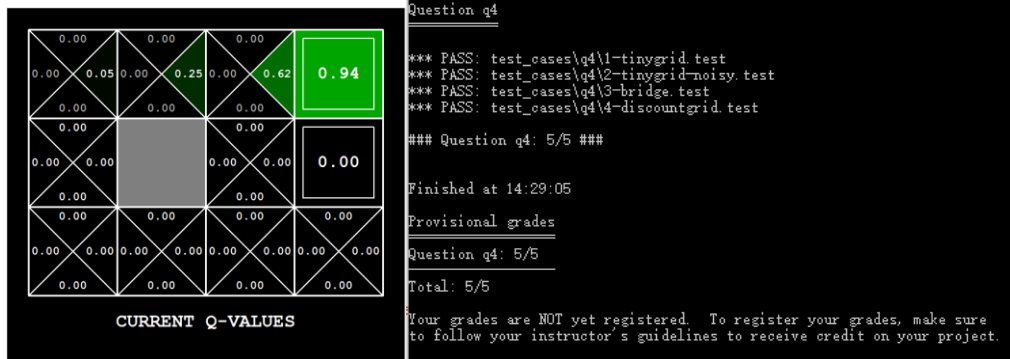 0.00 0.00 0.00
0.00 0.05 0.00 0.25 0.00 0.62 0.94
0.00 0.00 0.00
0.00 0.00
0.00 0.00 0.00 0.00 0.00
0.00 0.00
0.00 0.00 0.00 0.00
0.00 0.00 0.00 0.00 0.00 0.00 0.00 0.00
0.00 0.00 0.00 0.00
CURRENT Q-VALUES
Question q4
*** PASS: test_cases\q4\1-tinygrid.test
*** PASS: test_cases\q4\2-tinygrid-noisy.test
*** PASS: test_cases\q4\3-bridge.test
*** PASS: test_cases\q4\4-discountgrid.test
### Question q4: 5/5 ###
Finished at 14:29:05
Provisional grades
Question q4: 5/5
Total: 5/5
Your grades are NOT yet registered.  To register your grades, make sure
to follow your instructor's guidelines to receive credit on your project.